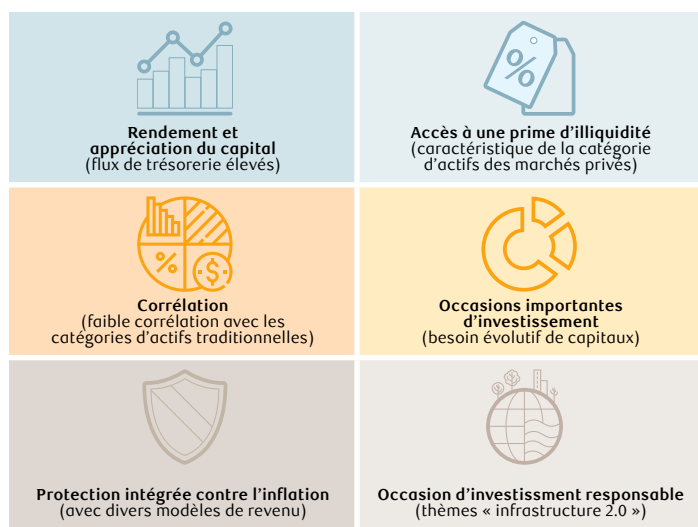 %
Rendement et
appréciation du capital
(flux de trésorerie élevés)
Accès à une prime d'illiquidité
(caractéristique de la catégorie
d'actifs des marchés privés)
%
$
Corrélation
(faible corrélation avec les
catégories d'actifs traditionnelles)
Occasions importantes
d'investissement
(besoin évolutif de capitaux)
Protection intégrée contre l'inflation
(avec divers modèles de revenu)
Occasion d'investissment responsable
(thèmes « infrastructure 2.0 »)